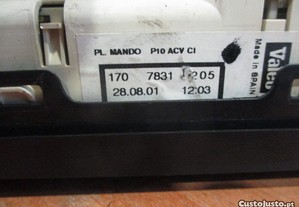 PL. MANDO P10 ACV CI
170 7831 205
28.08.01 12:03
Valeo
Made in SPAIN
© CustoJusto.pt